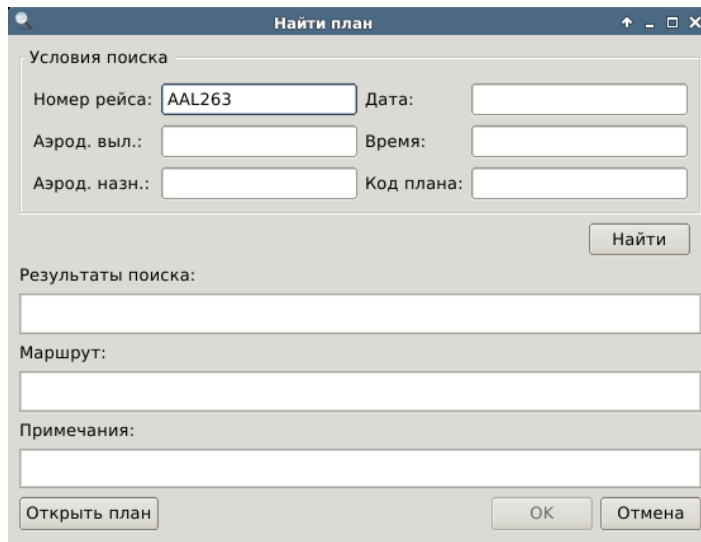 Найти план
Условия поиска
Номер рейса: AAL263 Дата:
Аэрод. выл.: Время:
Аэрод. назн.: Код плана:
Найти
Результаты поиска:
Маршрут:
Примечания:
Открыть план OK Отмена